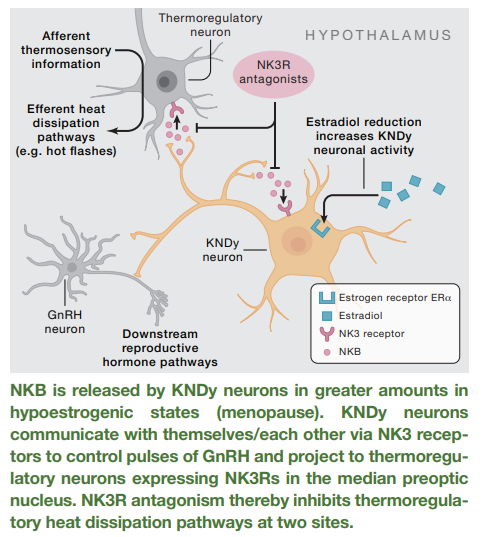 HYPOTHALAMUS
Thermoregulatory
neuron
Afferent
thermosensory
information
Efferent heat
dissipation
pathways
(e.g. hot flashes)
NK3R
antagonists
Estradiol reduction
increases KNDy
neuronal activity
KNDy
neuron
GnRH
neuron
Downstream
reproductive
hormone pathways
Estrogen receptor ERα
Estradiol
NK3 receptor
NKB
NKB is released by KNDy neurons in greater amounts in
hypoestrogenic states (menopause). KNDy neurons
communicate with themselves/each other via NK3 recep-
tors to control pulses of GnRH and project to thermoregu-
latory neurons expressing NK3Rs in the median preoptic
nucleus. NK3R antagonism thereby inhibits thermoregula-
tory heat dissipation pathways at two sites.